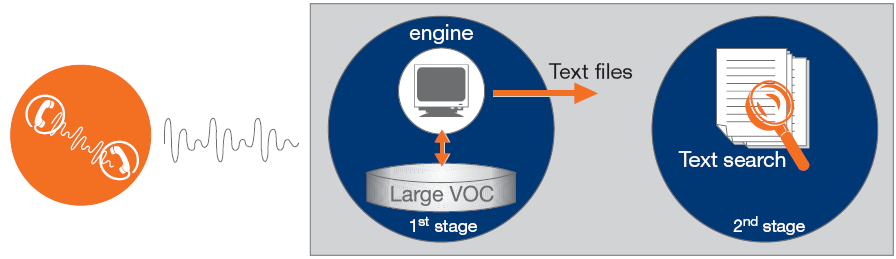 engine
Text files
Large VOC
1st stage
Text search
2nd stage